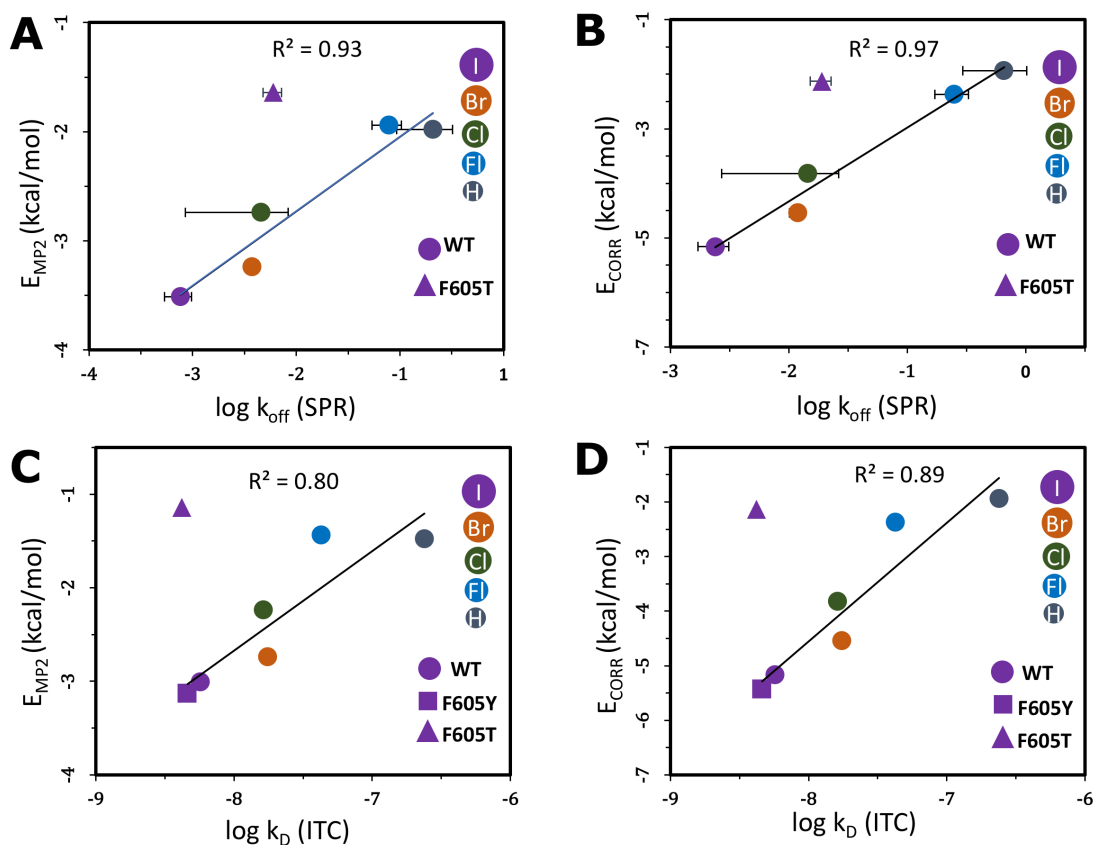 A
R² = 0.93
I
Br
Cl
Fl
H
WT
F605T
E_MP2 (kcal/mol)
-1
-2
-3
-4
-4
-3
-2
-1
1
log k_off (SPR)
B
R² = 0.97
I
Br
Cl
Fl
H
WT
F605T
E_CORR (kcal/mol)
-1
-3
-5
-7
-3
-2
-1
0
log k_off (SPR)
C
R² = 0.80
I
Br
Cl
Fl
H
WT
F605Y
F605T
E_MP2 (kcal/mol)
-1
-2
-3
-4
-9
-8
-7
-6
log k_D (ITC)
D
R² = 0.89
I
Br
Cl
Fl
H
WT
F605Y
F605T
E_CORR (kcal/mol)
-1
-2
-3
-4
-5
-6
-7
-9
-8
-7
-6
log k_D (ITC)